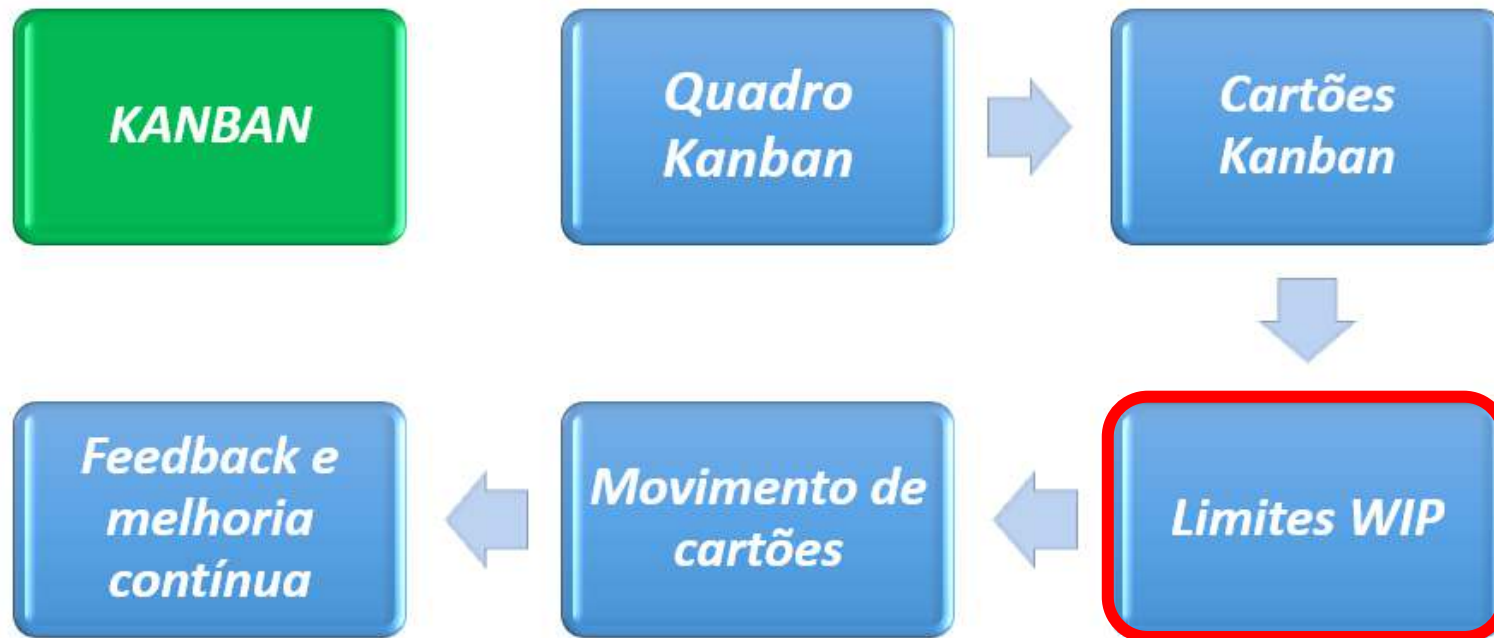 KANBAN
Quadro
Kanban
Cartões
Kanban
Limites WIP
Movimento de
cartões
Feedback e
melhoria
contínua